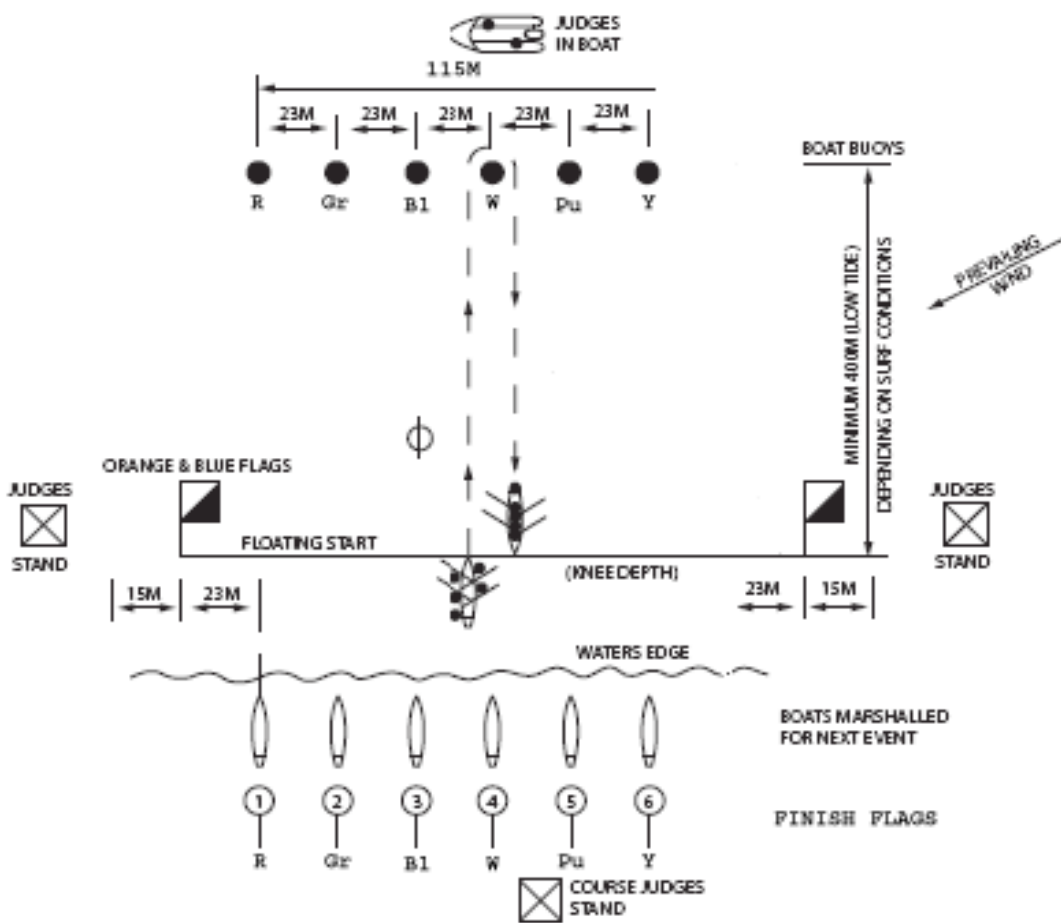 JUDGES
IN BOAT
115M
23M 23M 23M 23M 23M
BOAT BUOYS
R Gr Bl W Pu Y
PREVAILING
WIND
MINIMUM 400M (LOW TIDE)
DEPENDING ON SURF CONDITIONS
ORANGE & BLUE FLAGS
JUDGES
STAND
JUDGES
STAND
FLOATING START
(KNEE DEPTH)
15M 23M 23M 15M
WATERS EDGE
BOATS MARSHALLED
FOR NEXT EVENT
1 2 3 4 5 6
FINISH FLAGS
R Gr Bl W Pu Y
COURSE JUDGES
STAND